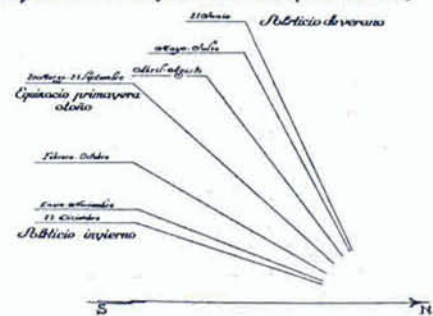 21 Junio
Solsticio de verano
Mayo-Julio
Abril-Agosto
21 Marzo-21 Septiembre
Equinocio primavera
otoño
Febrero-Octubre
Enero-Noviembre
21 Diciembre
Solsticio invierno
S
N